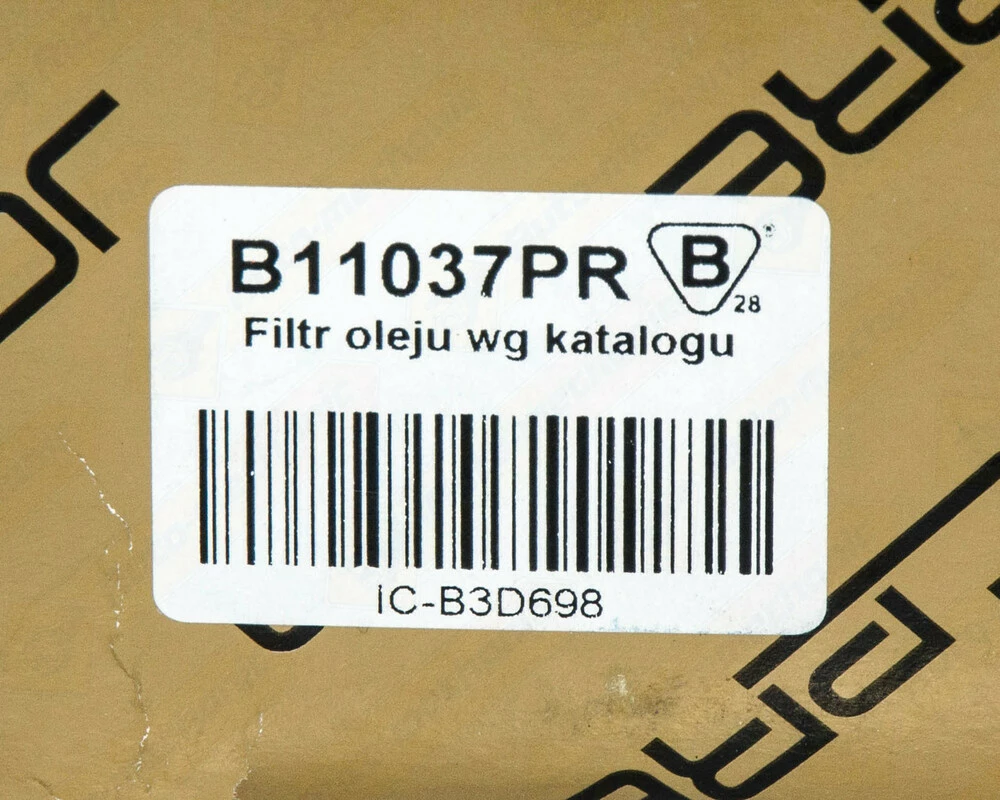 B11037PR B
28
Filtr oleju wg katalogu
IC-B3D698